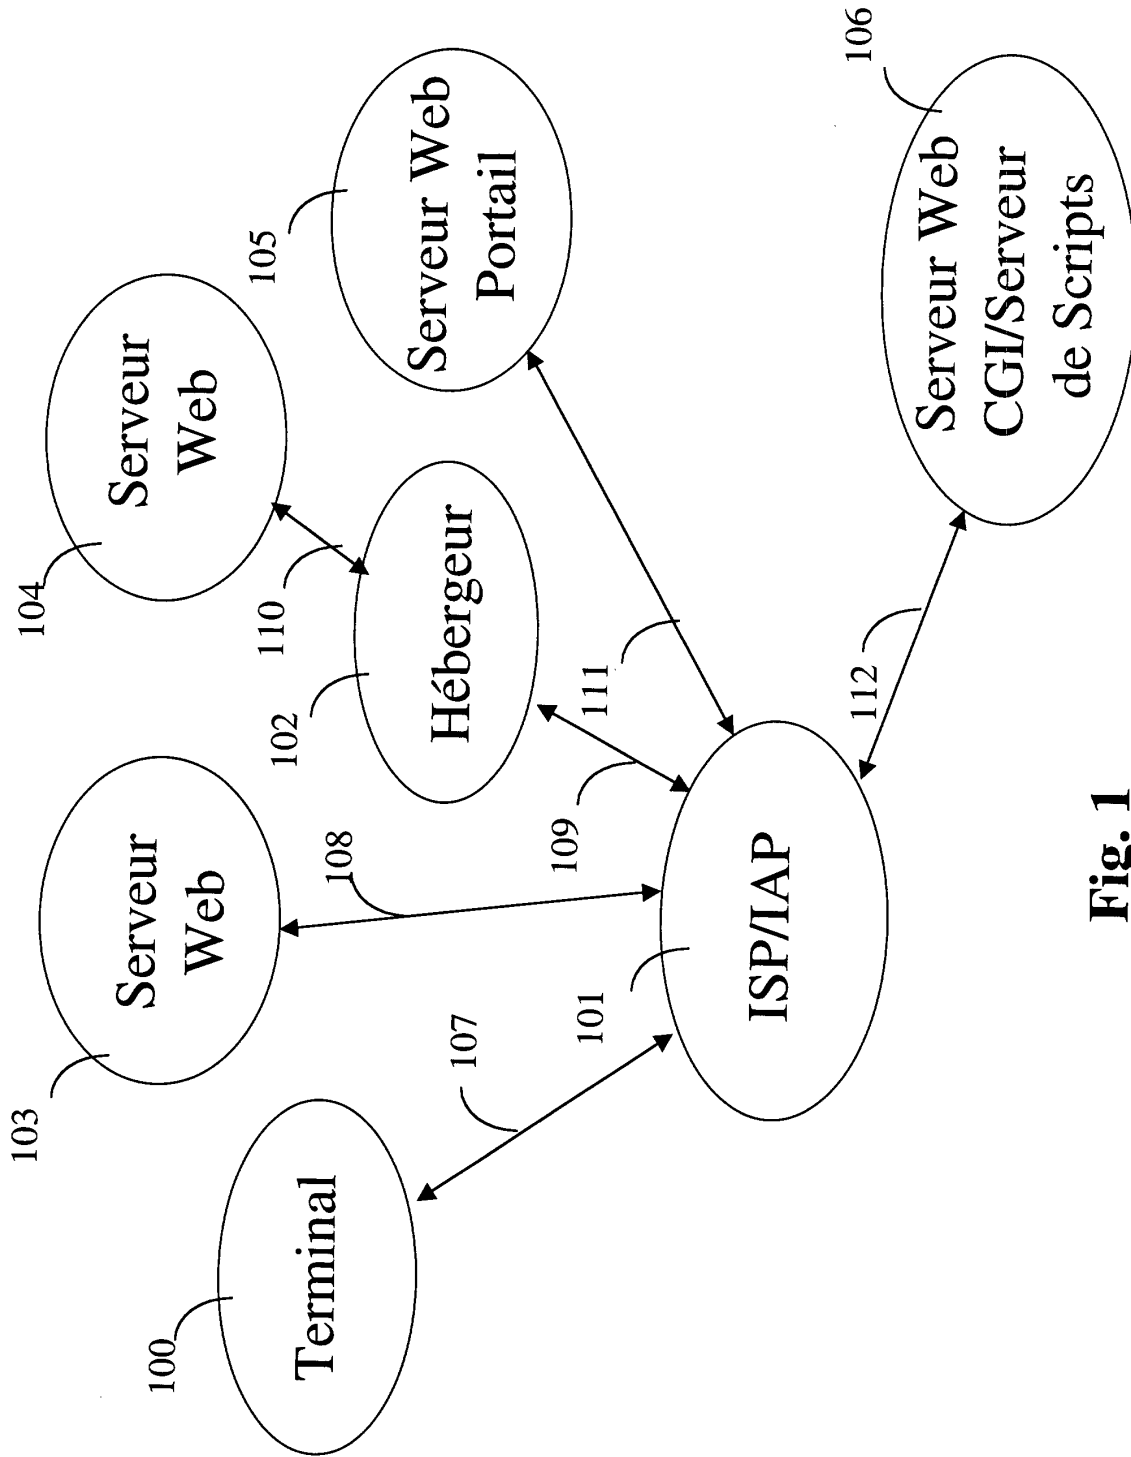 103
104
Serveur
Web
Serveur
Web
100
Terminal
102
110
105
108
Hébergeur
Serveur Web
Portail
107
109
101
111
ISP/IAP
112
106
Serveur Web
CGI/Serveur
de Scripts
Fig. 1